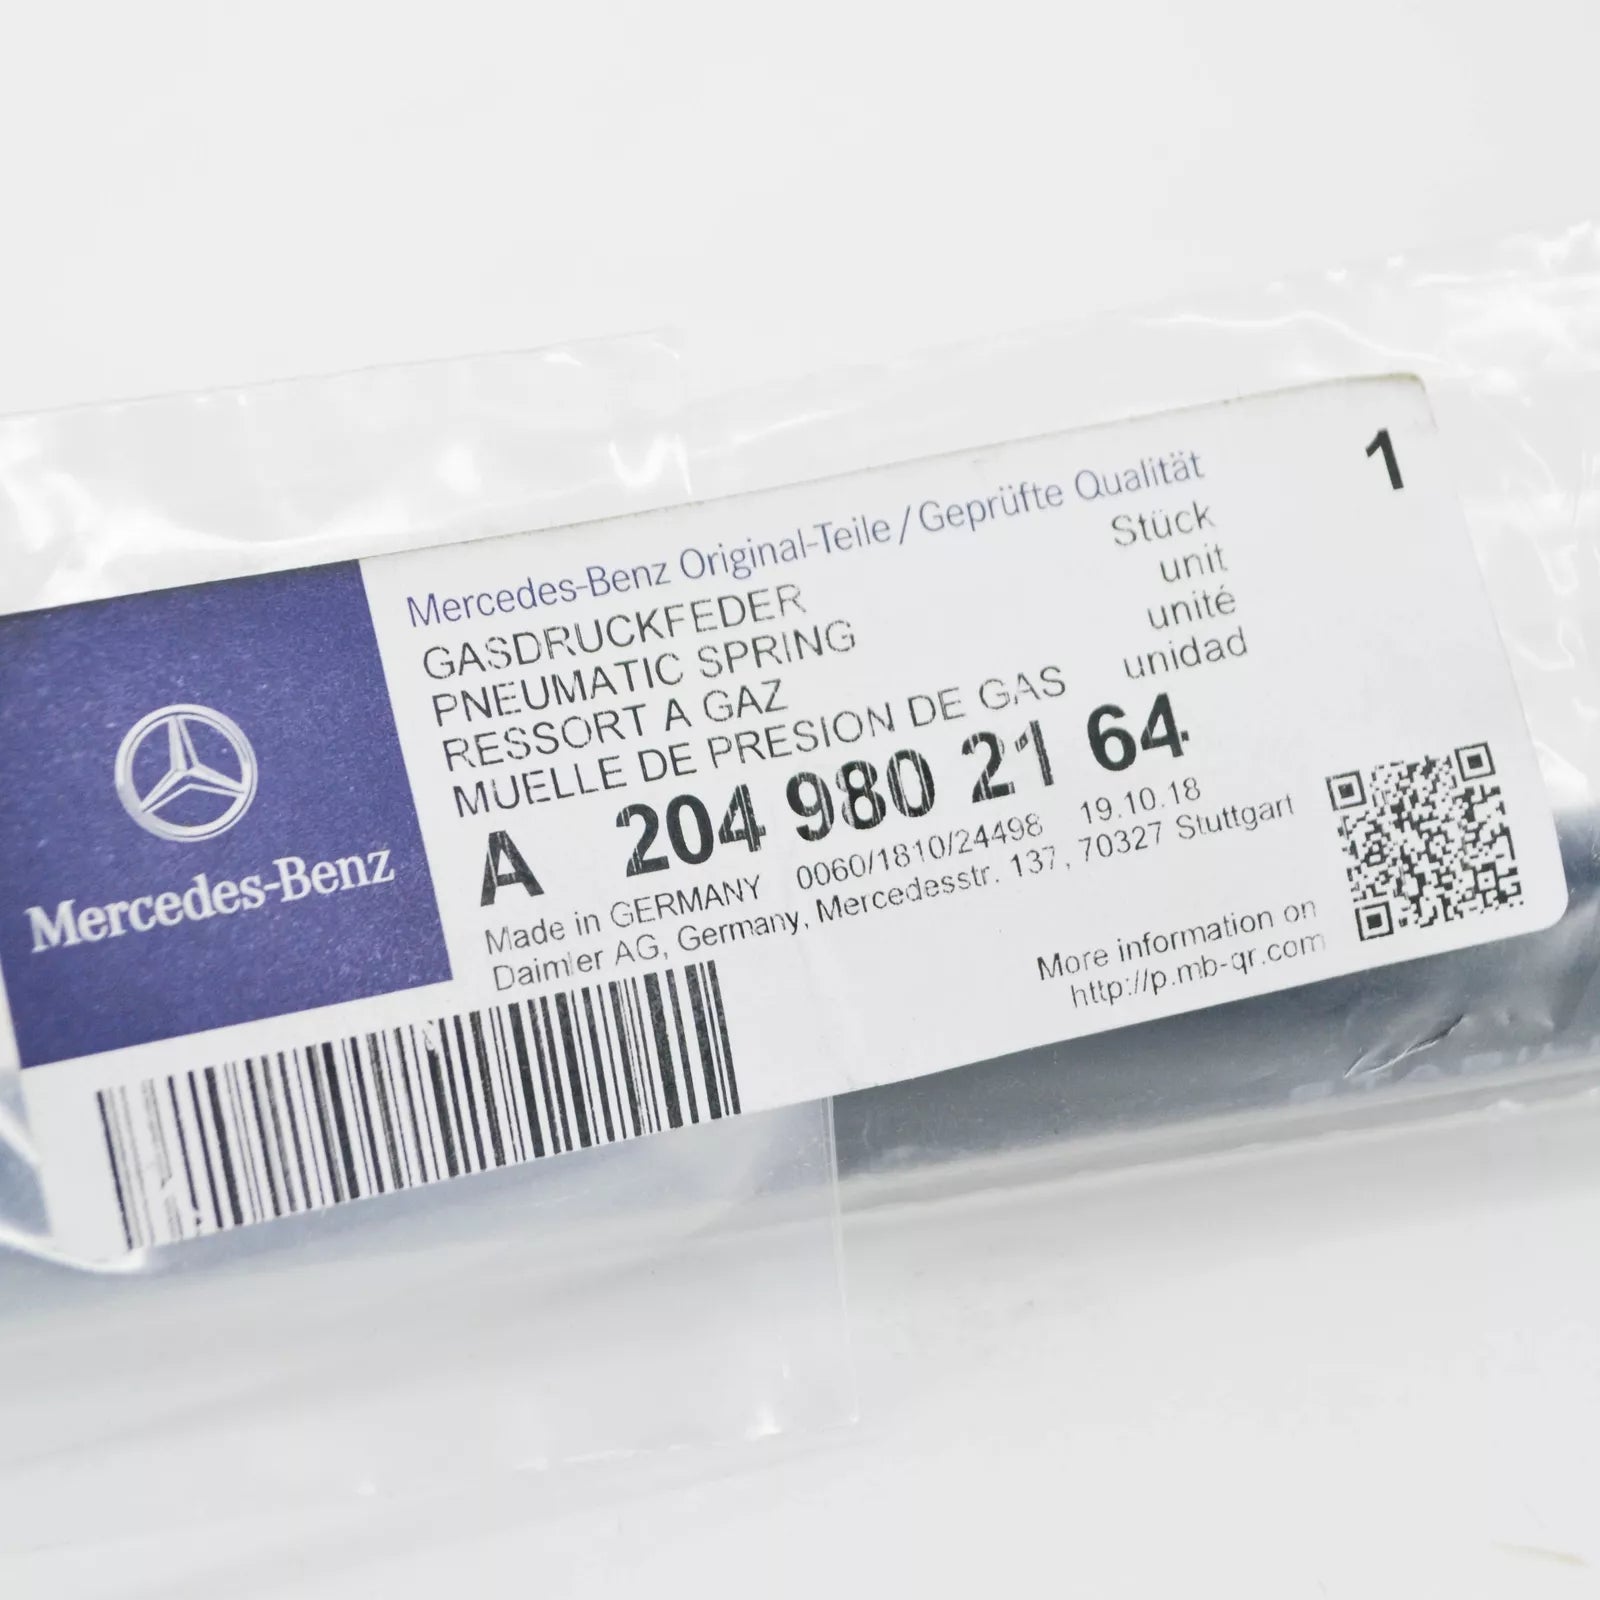 Mercedes-Benz
Mercedes-Benz Original-Teile / Geprüfte Qualität
GASDRUCKFEDER
PNEUMATIC SPRING
RESSORT A GAZ
MUELLE DE PRESION DE GAS
Stück
unit
unité
unidad
1
A 204 980 21 64
Made in GERMANY 0060/1810/24498 19.10.18
Daimler AG, Germany, Mercedesstr. 137, 70327 Stuttgart
More information on
http://p.mb-qr.com